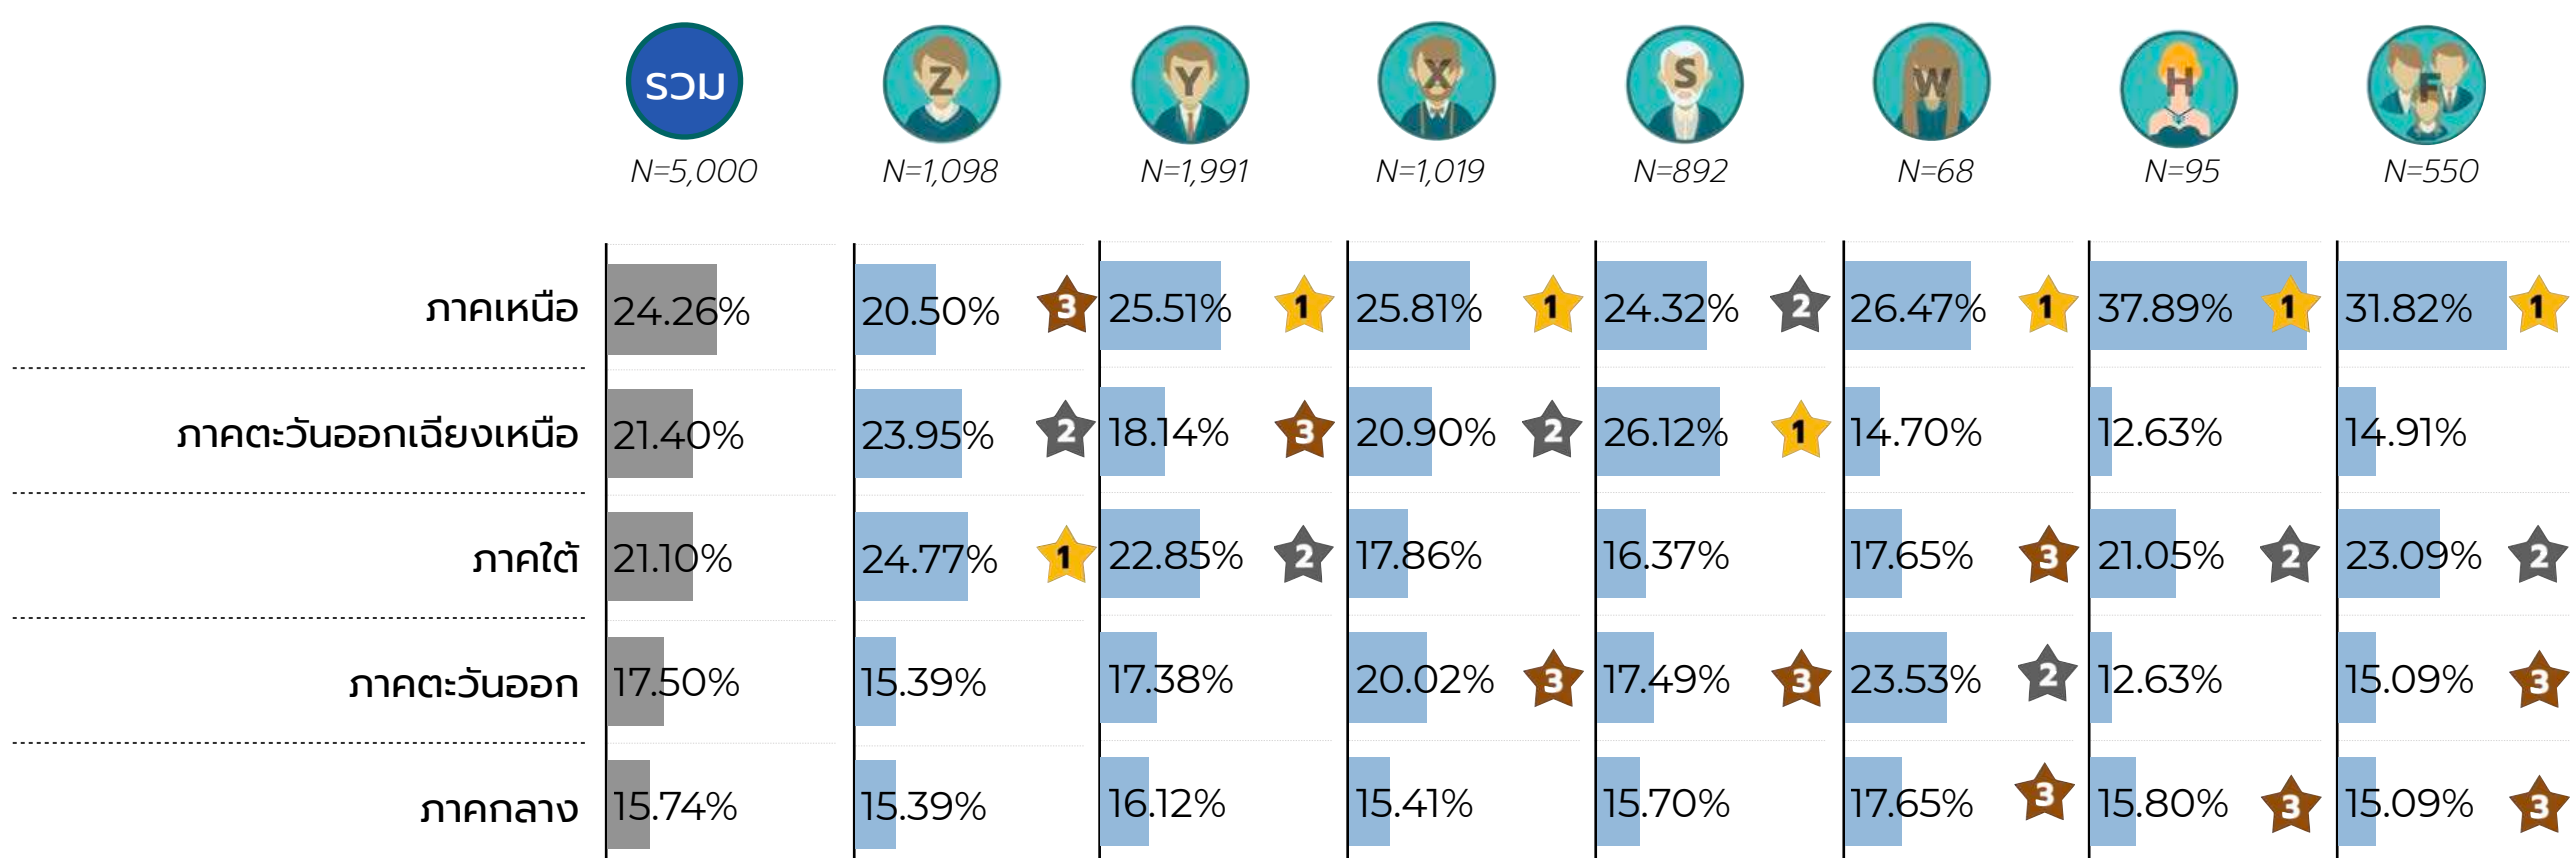 รวม Z Y X S W H F
N=5,000 N=1,098 N=1,991 N=1,019 N=892 N=68 N=95 N=550
ภาคเหนือ 24.26% 20.50% 3 25.51% 1 25.81% 1 24.32% 2 26.47% 1 37.89% 1 31.82% 1
ภาคตะวันออกเฉียงเหนือ 21.40% 23.95% 2 18.14% 3 20.90% 2 26.12% 1 14.70% 12.63% 14.91%
ภาคใต้ 21.10% 24.77% 1 22.85% 2 17.86% 16.37% 17.65% 3 21.05% 2 23.09% 2
ภาคตะวันออก 17.50% 15.39% 17.38% 20.02% 3 17.49% 3 23.53% 2 12.63% 15.09% 3
ภาคกลาง 15.74% 15.39% 16.12% 15.41% 15.70% 17.65% 3 15.80% 3 15.09% 3